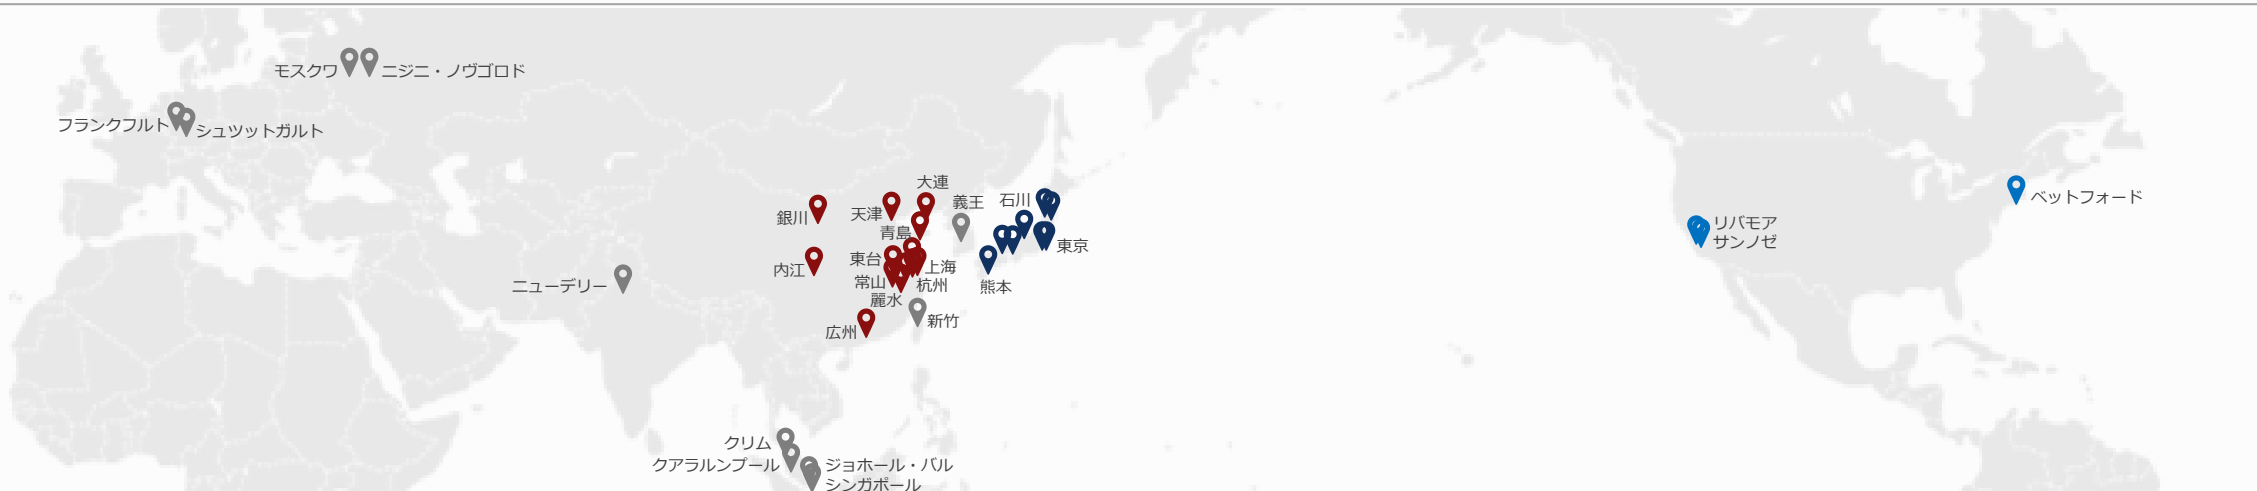 モスクワ
ニジニ・ノヴゴロド
フランクフルト
シュツットガルト
大連
銀川
天津
義王
石川
青島
東京
内江
東台
上海
常山
杭州
麗水
熊本
広州
新竹
ニューデリー
クリム
クアラルンプール
ジョホール・バル
シンガポール
ベットフォード
リバモア
サンノゼ